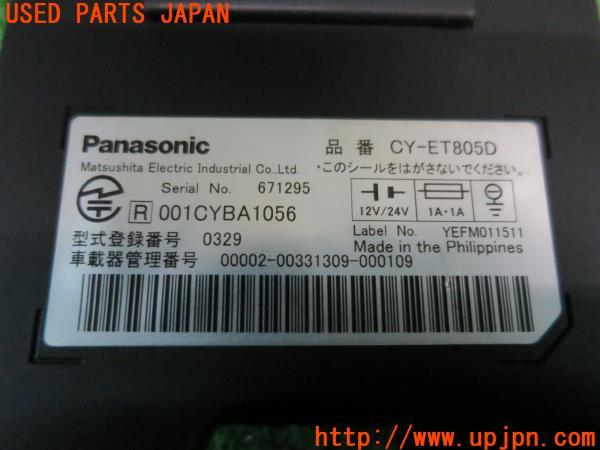 USED PARTS JAPAN
Panasonic 品 番 CY-ET805D
Matsushita Electric Industrial Co.,Ltd. ・このシールをはがさないでください。
Serial No. 671295
R 001CYBA1056 12V/24V 1A・1A
Label No. YEFM011511
型式登録番号 0329 Made in the Philippines
車載器管理番号 00002-00331309-000109
http://www.upjpn.com/